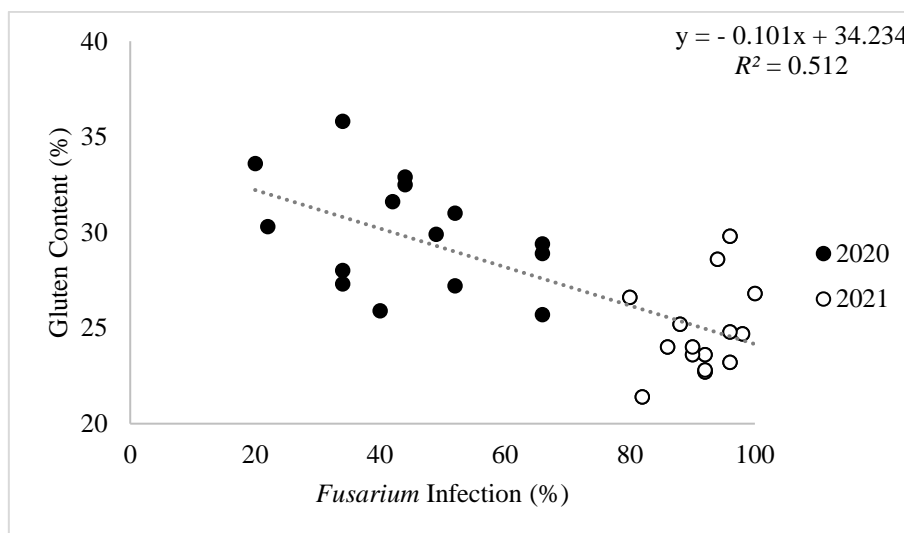 y = - 0.101x + 34.234
R² = 0.512
40
35
30
25
20
Gluten Content (%)
0 20 40 60 80 100
Fusarium Infection (%)
2020
2021